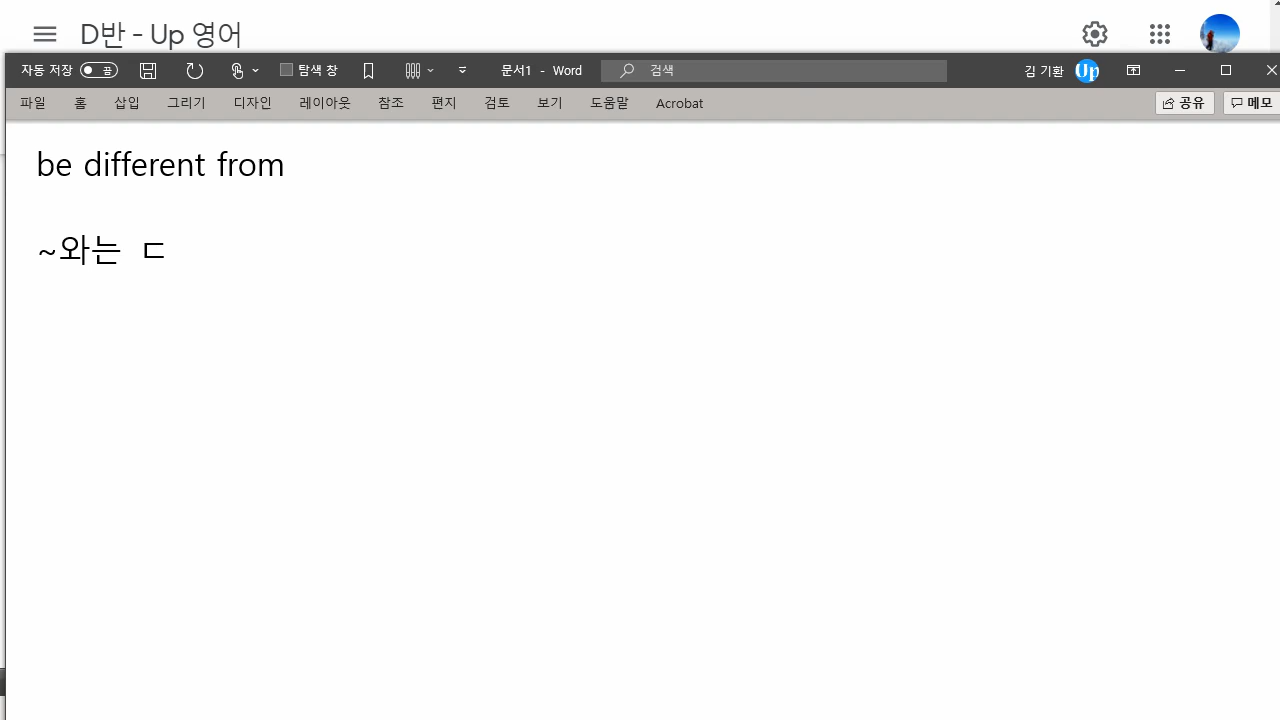 D반 - Up 영어
자동 저장 끔 탐색 창 문서1 - Word 검색 김 기환 Up
파일 홈 삽입 그리기 디자인 레이아웃 참조 편지 검토 보기 도움말 Acrobat 공유 메모
be different from
~와는 ㄷ